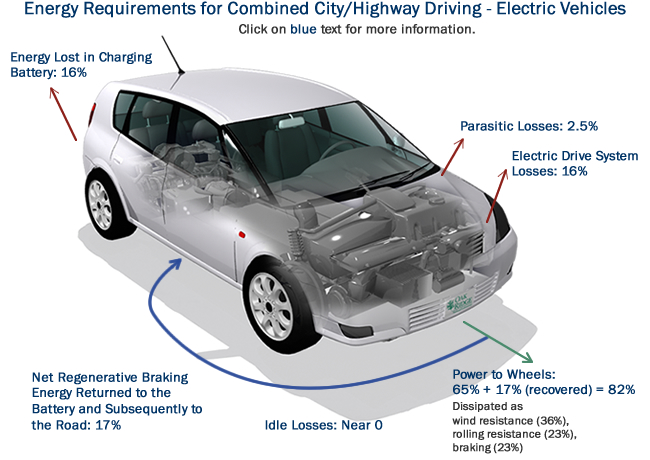 Energy Requirements for Combined City/Highway Driving - Electric Vehicles
Click on blue text for more information.
Energy Lost in Charging
Battery: 16%
Parasitic Losses: 2.5%
Electric Drive System
Losses: 16%
OAK
RIDGE
Net Regenerative Braking
Energy Returned to the
Battery and Subsequently to
the Road: 17%
Idle Losses: Near 0
Power to Wheels:
65% + 17% (recovered) = 82%
Dissipated as
wind resistance (36%),
rolling resistance (23%),
braking (23%)